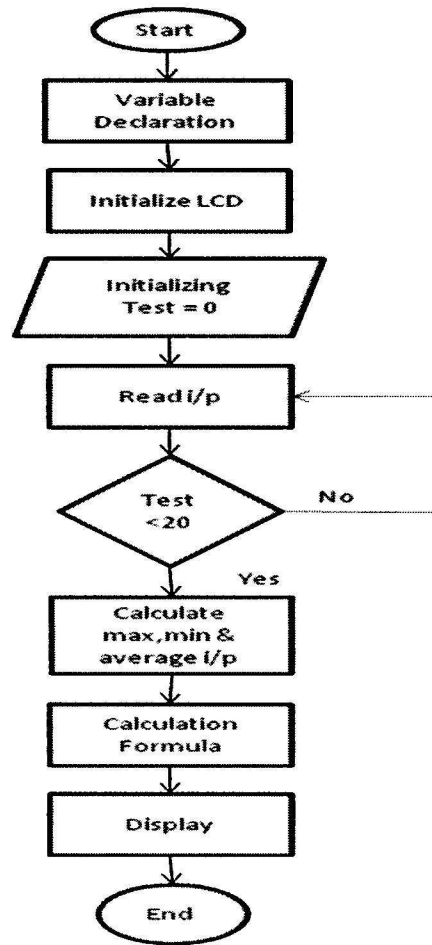 Start
Variable
Declaration
Initialize LCD
Initializing
Test = 0
Read i/p
Test
<20
No
Yes
Calculate
max,min &
average i/p
Calculation
Formula
Display
End